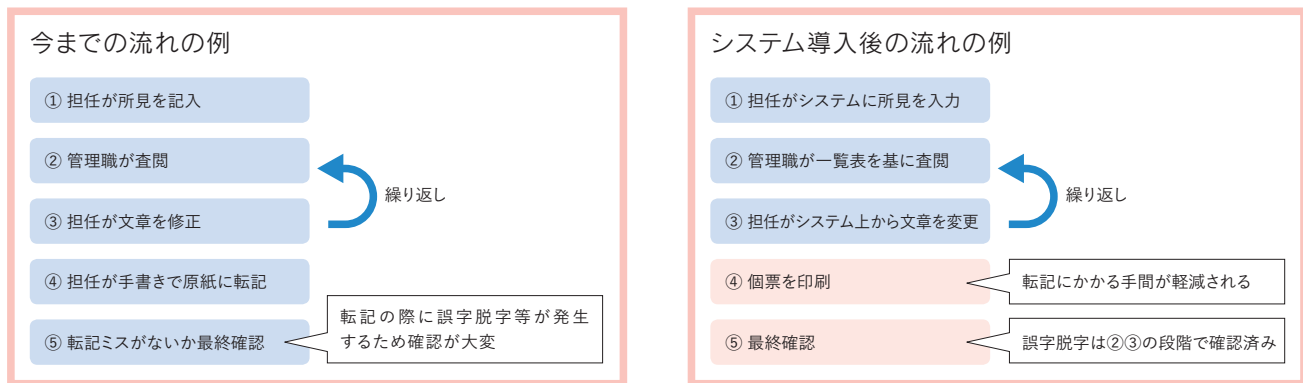 今までの流れの例
① 担任が所見を記入
② 管理職が査閲
③ 担任が文章を修正
繰り返し
④ 担任が手書きで原紙に転記
⑤ 転記ミスがないか最終確認
転記の際に誤字脱字等が発生
するため確認が大変
システム導入後の流れの例
① 担任がシステムに所見を入力
② 管理職が一覧表を基に査閲
③ 担任がシステム上から文章を変更
繰り返し
④ 個票を印刷
転記にかかる手間が軽減される
⑤ 最終確認
誤字脱字は②③の段階で確認済み